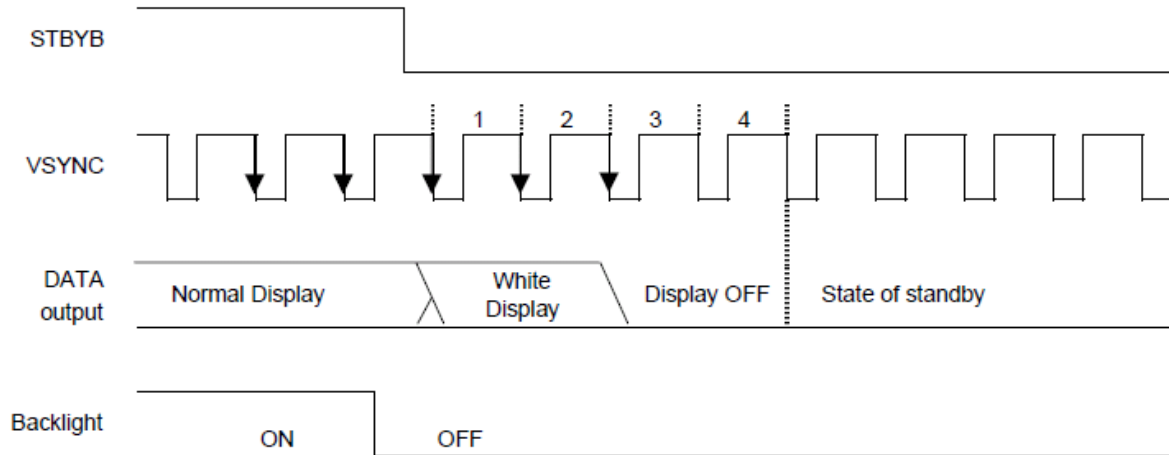 STBYB
1 2 3 4
VSYNC
DATA
output
Normal Display
White
Display
Display OFF
State of standby
Backlight
ON
OFF